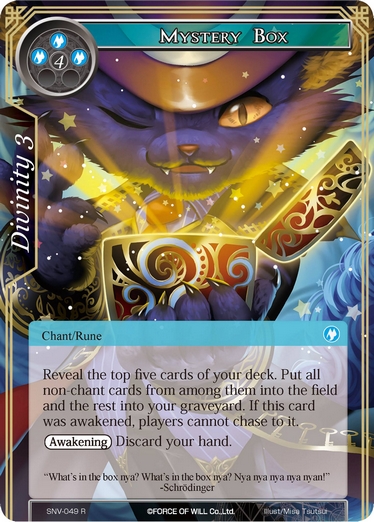 Mystery Box
4
Divinity 3
Chant/Rune
Reveal the top five cards of your deck. Put all
non-chant cards from among them into the field
and the rest into your graveyard. If this card
was awakened, players cannot chase to it.
Awakening Discard your hand.
“What’s in the box nya? What’s in the box nya? Nya nya nya nya nyan!”
-Schrödinger
SNV-049 R ©FORCE OF WILL Co.,Ltd. Illust/Misa Tsutsui